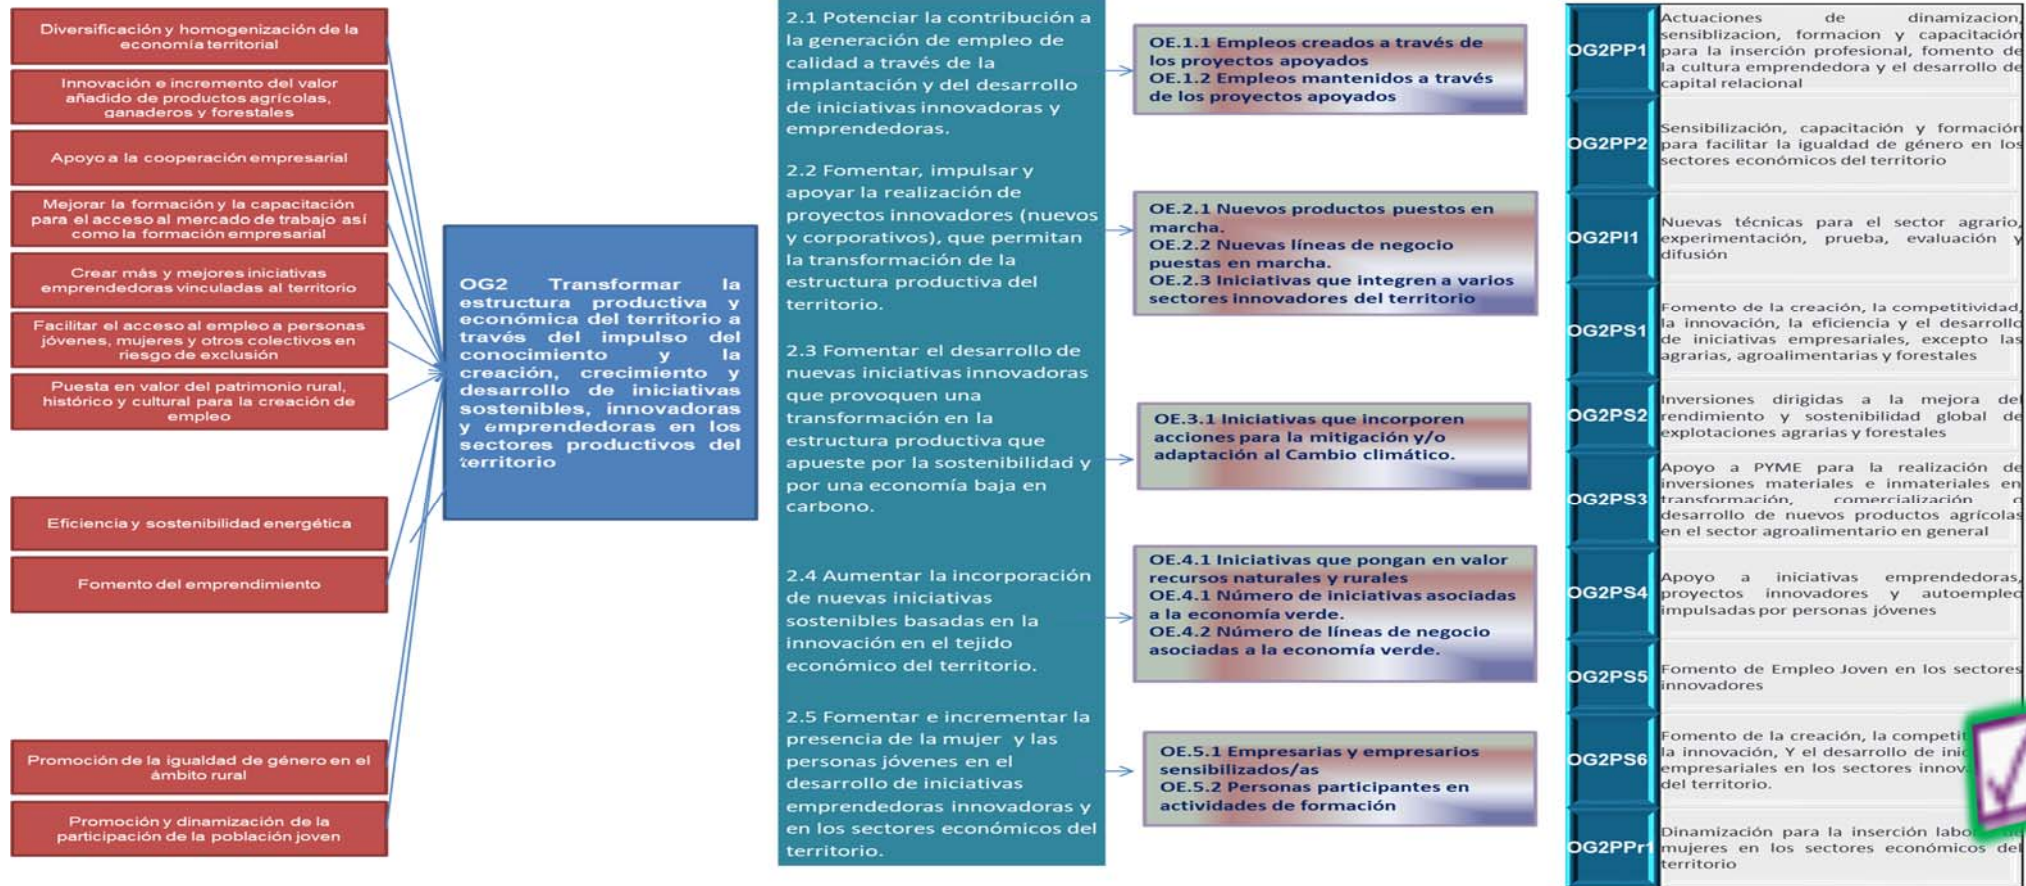 Diversificación y homogenización de la
economía territorial
Innovación e incremento del valor
añadido de productos agrícolas,
ganaderos y forestales
Apoyo a la cooperación empresarial
Mejorar la formación y la capacitación
para el acceso al mercado de trabajo así
como la formación empresarial
Crear más y mejores iniciativas
emprendedoras vinculadas al territorio
Facilitar el acceso al empleo a personas
jóvenes, mujeres y otros colectivos en
riesgo de exclusión
Puesta en valor del patrimonio rural,
histórico y cultural para la creación de
empleo
Eficiencia y sostenibilidad energética
Fomento del emprendimiento
Promoción de la igualdad de género en el
ámbito rural
Promoción y dinamización de la
participación de la población joven
OG2 Transformar la
estructura productiva y
económica del territorio a
través del impulso del
conocimiento y la
creación, crecimiento y
desarrollo de iniciativas
sostenibles, innovadoras
y emprendedoras en los
sectores productivos del
territorio
2.1 Potenciar la contribución a
la generación de empleo de
calidad a través de la
implantación y del desarrollo
de iniciativas innovadoras y
emprendedoras.
2.2 Fomentar, impulsar y
apoyar la realización de
proyectos innovadores (nuevos
y corporativos), que permitan
la transformación de la
estructura productiva del
territorio.
2.3 Fomentar el desarrollo de
nuevas iniciativas innovadoras
que provoquen una
transformación en la
estructura productiva que
apueste por la sostenibilidad y
por una economía baja en
carbono.
2.4 Aumentar la incorporación
de nuevas iniciativas
sostenibles basadas en la
innovación en el tejido
económico del territorio.
2.5 Fomentar e incrementar la
presencia de la mujer y las
personas jóvenes en el
desarrollo de iniciativas
emprendedoras innovadoras y
en los sectores económicos del
territorio.
OE.1.1 Empleos creados a través de
los proyectos apoyados
OE.1.2 Empleos mantenidos a través
de los proyectos apoyados
OE.2.1 Nuevos productos puestos en
marcha.
OE.2.2 Nuevas líneas de negocio
puestas en marcha.
OE.2.3 Iniciativas que integren a varios
sectores innovadores del territorio
OE.3.1 Iniciativas que incorporen
acciones para la mitigación y/o
adaptación al Cambio climático.
OE.4.1 Iniciativas que pongan en valor
recursos naturales y rurales
OE.4.1 Número de iniciativas asociadas
a la economía verde.
OE.4.2 Número de líneas de negocio
asociadas a la economía verde.
OE.5.1 Empresarias y empresarios
sensibilizados/as
OE.5.2 Personas participantes en
actividades de formación
OG2PP1
Actuaciones de dinamizacion,
sensiblizacion, formacion y capacitación
para la inserción profesional, fomento de
la cultura emprendedora y el desarrollo de
capital relacional
OG2PP2
Sensibilización, capacitación y formación
para facilitar la igualdad de género en los
sectores económicos del territorio
OG2PI1
Nuevas técnicas para el sector agrario,
experimentación, prueba, evaluación y
difusión
OG2PS1
Fomento de la creación, la competitividad,
la innovación, la eficiencia y el desarrollo
de iniciativas empresariales, excepto las
agrarias, agroalimentarias y forestales
OG2PS2
Inversiones dirigidas a la mejora del
rendimiento y sostenibilidad global de
explotaciones agrarias y forestales
OG2PS3
Apoyo a PYME para la realización de
inversiones materiales e inmateriales en
transformación, comercialización o
desarrollo de nuevos productos agrícolas
en el sector agroalimentario en general
OG2PS4
Apoyo a iniciativas emprendedoras,
proyectos innovadores y autoempleo
impulsadas por personas jóvenes
OG2PS5
Fomento de Empleo Joven en los sectores
innovadores
OG2PS6
Fomento de la creación, la competit
la innovación, Y el desarrollo de inic
empresariales en los sectores innov
del territorio.
OG2PPr1
Dinamización para la inserción labo de
mujeres en los sectores económicos del
territorio